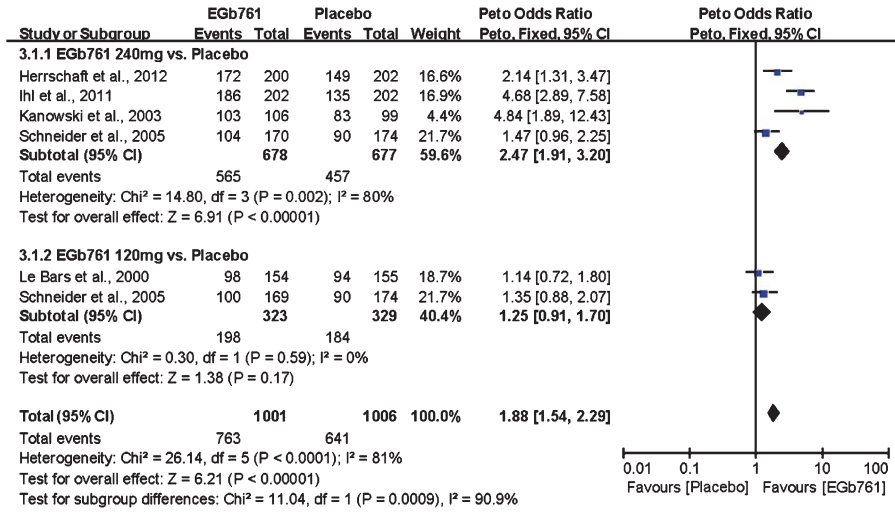 EGb761 Placebo Peto Odds Ratio Peto Odds Ratio
Study or Subgroup Events Total Events Total Weight Peto, Fixed, 95% CI Peto, Fixed, 95% CI
3.1.1 EGb761 240mg vs. Placebo
Herrschaft et al., 2012 172 200 149 202 16.6% 2.14 [1.31, 3.47]
Ihl et al., 2011 186 202 135 202 16.9% 4.68 [2.89, 7.58]
Kanowski et al., 2003 103 106 83 99 4.4% 4.84 [1.89, 12.43]
Schneider et al., 2005 104 170 90 174 21.7% 1.47 [0.96, 2.25]
Subtotal (95% CI) 678 677 59.6% 2.47 [1.91, 3.20]
Total events 565 457
Heterogeneity: Chi² = 14.80, df = 3 (P = 0.002); I² = 80%
Test for overall effect: Z = 6.91 (P < 0.00001)
3.1.2 EGb761 120mg vs. Placebo
Le Bars et al., 2000 98 154 94 155 18.7% 1.14 [0.72, 1.80]
Schneider et al., 2005 100 169 90 174 21.7% 1.35 [0.88, 2.07]
Subtotal (95% CI) 323 329 40.4% 1.25 [0.91, 1.70]
Total events 198 184
Heterogeneity: Chi² = 0.30, df = 1 (P = 0.59); I² = 0%
Test for overall effect: Z = 1.38 (P = 0.17)
Total (95% CI) 1001 1006 100.0% 1.88 [1.54, 2.29]
Total events 763 641
Heterogeneity: Chi² = 26.14, df = 5 (P < 0.0001); I² = 81%
Test for overall effect: Z = 6.21 (P < 0.00001)
Test for subgroup differences: Chi² = 11.04, df = 1 (P = 0.0009), I² = 90.9%
0.01 0.1 1 10 100
Favours [Placebo] Favours [EGb761]